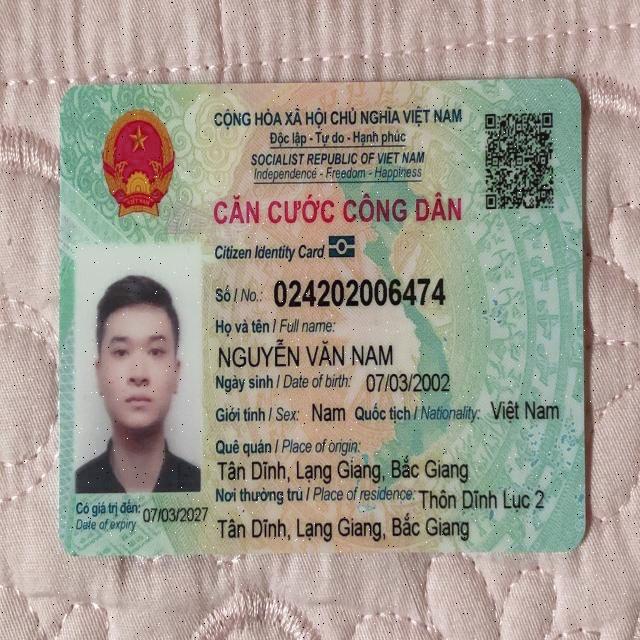 CỘNG HÒA XÃ HỘI CHỦ NGHĨA VIỆT NAM
Độc lập - Tự do - Hạnh phúc
SOCIALIST REPUBLIC OF VIET NAM
Independence - Freedom - Happiness
CĂN CƯỚC CÔNG DÂN
Citizen Identity Card
Số / No.: 024202006474
Họ và tên / Full name:
NGUYỄN VĂN NAM
Ngày sinh / Date of birth: 07/03/2002
Giới tính / Sex: Nam Quốc tịch / Nationality: Việt Nam
Quê quán / Place of origin:
Tân Dĩnh, Lạng Giang, Bắc Giang
Nơi thường trú / Place of residence: Thôn Dĩnh Lục 2
Tân Dĩnh, Lạng Giang, Bắc Giang
Có giá trị đến: 07/03/2027
Date of expiry